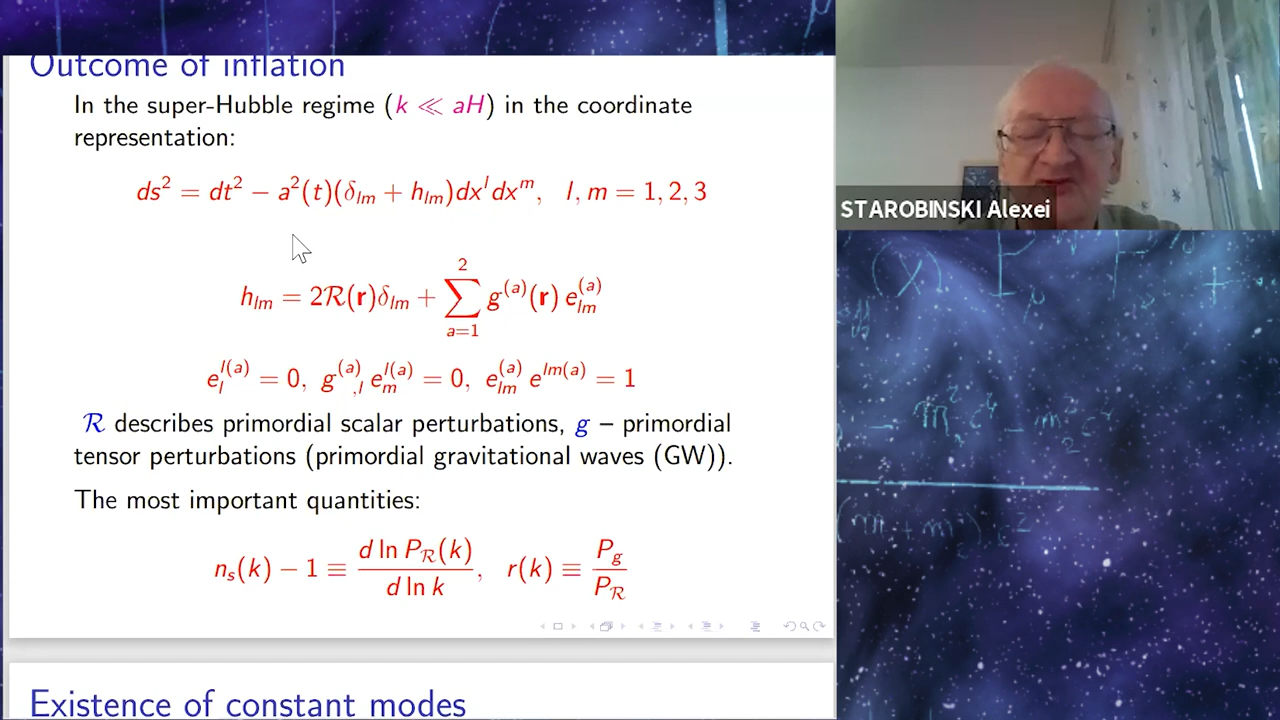 Outcome of inflation
In the super-Hubble regime (k ≪ aH) in the coordinate
representation:
ds² = dt² − a²(t)(δ_lm + h_lm)dx^l dx^m, l, m = 1, 2, 3
h_lm = 2ℛ(r)δ_lm + ∑_{a=1}^{2} g^(a)(r) e_lm^(a)
e_l^{l(a)} = 0, g^(a)_{,l} e_m^{l(a)} = 0, e_lm^(a) e^{lm(a)} = 1
ℛ describes primordial scalar perturbations, g – primordial
tensor perturbations (primordial gravitational waves (GW)).
The most important quantities:
n_s(k) − 1 ≡ d ln P_ℛ(k) / d ln k, r(k) ≡ P_g / P_ℛ
Existence of constant modes
STAROBINSKI Alexei